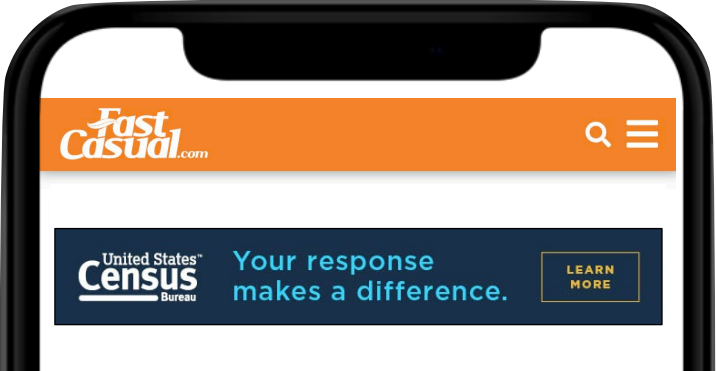 Fast
Casual.com
United States™
Census
Bureau
Your response
makes a difference.
LEARN
MORE